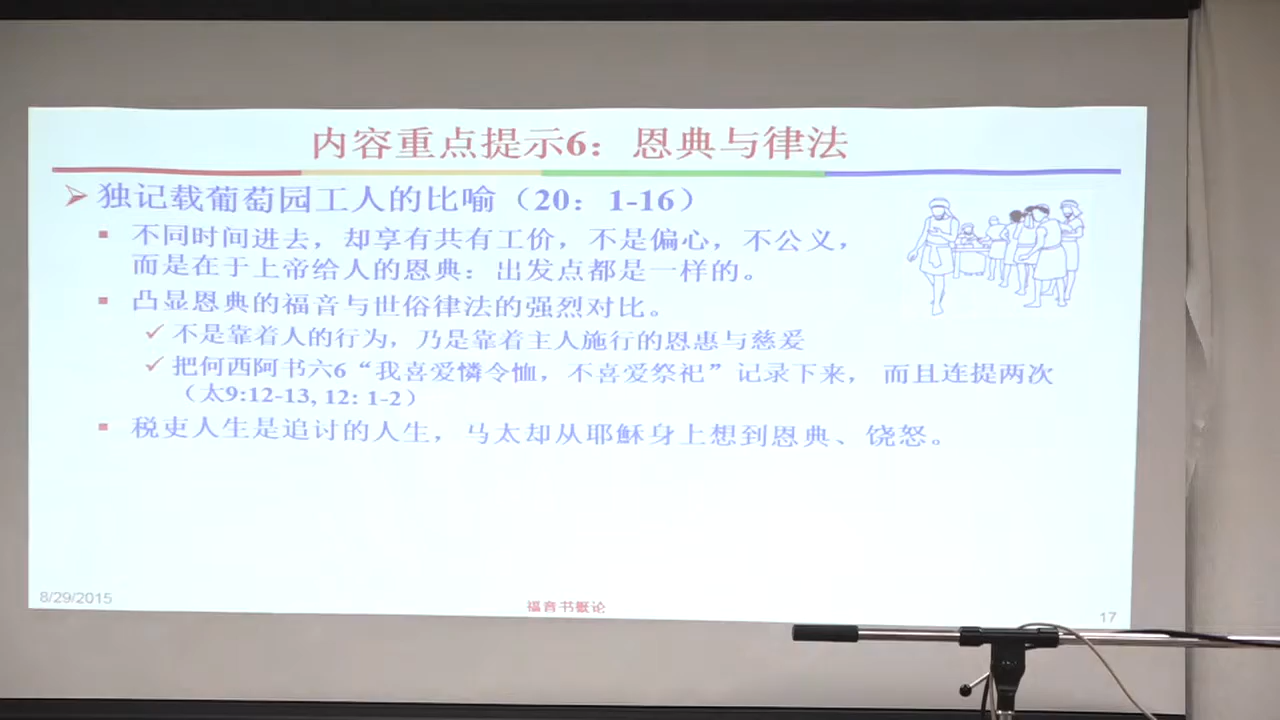 内容重点提示6：恩典与律法
独记载葡萄园工人的比喻（20：1-16）
不同时间进去，却享有共有工价，不是偏心，不公义，
而是在于上帝给人的恩典：出发点都是一样的。
凸显恩典的福音与世俗律法的强烈对比。
不是靠着人的行为，乃是靠着主人施行的恩惠与慈爱
把何西阿书六6“我喜爱憐令恤，不喜爱祭祀”记录下来，而且连提两次
（太9:12-13, 12: 1-2）
税吏人生是追讨的人生，马太却从耶稣身上想到恩典、饶恕。
8/29/2015
福音书概论
17